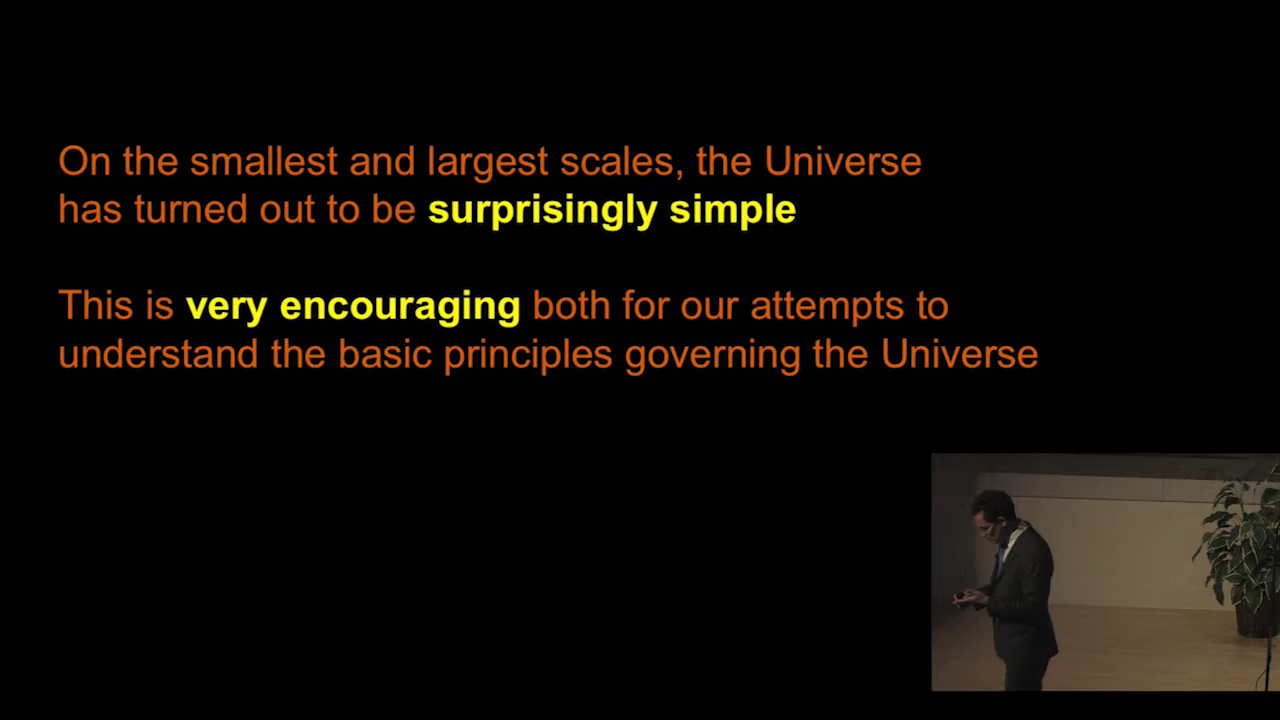 On the smallest and largest scales, the Universe
has turned out to be surprisingly simple
This is very encouraging both for our attempts to
understand the basic principles governing the Universe